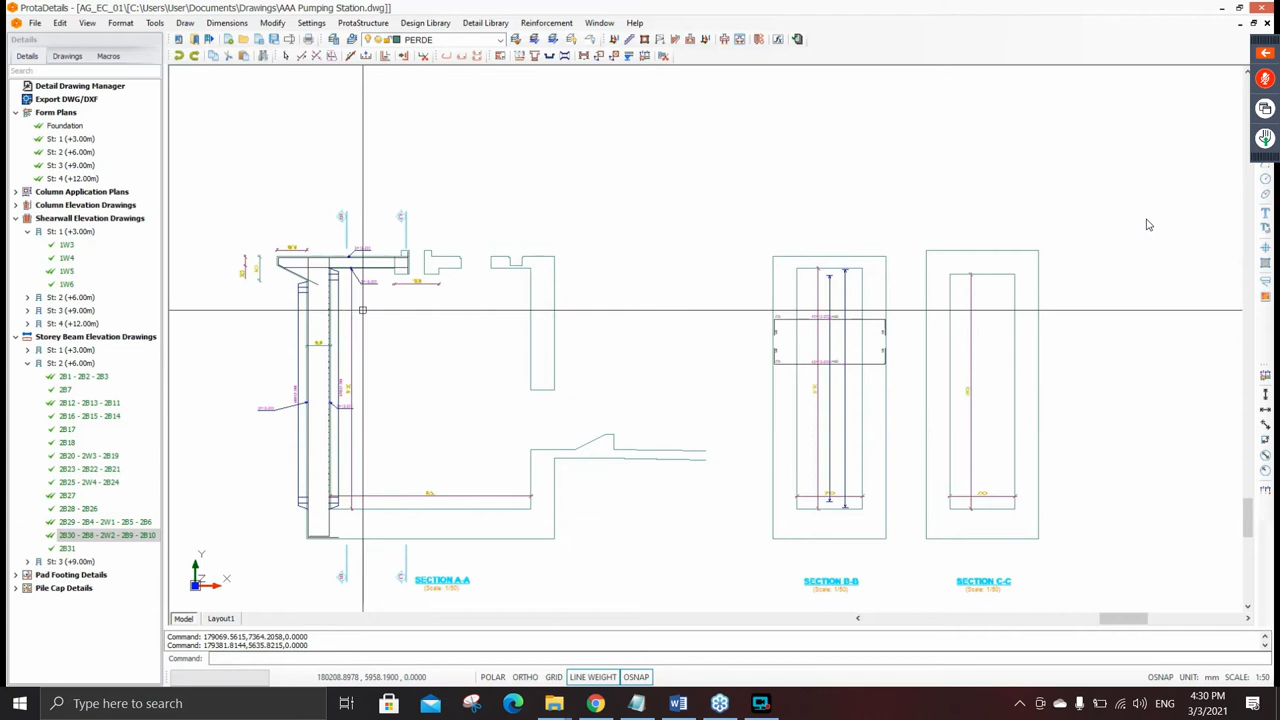 ProtaDetails - [AG_EC_01\[C:\Users\User\Documents\Drawings\AAA Pumping Station.dwg]]
File Edit View Format Tools Draw Dimensions Modify Settings ProtaStructure Design Library Detail Library Reinforcement Window Help
Details
PERDE
Details Drawings Macros
Search
Detail Drawing Manager
Export DWG/DXF
Form Plans
Foundation
St: 1 (+3.00m)
St: 2 (+6.00m)
St: 3 (+9.00m)
St: 4 (+12.00m)
Column Application Plans
Column Elevation Drawings
Shearwall Elevation Drawings
St: 1 (+3.00m)
1W3
1W4
1W5
1W6
St: 2 (+6.00m)
St: 3 (+9.00m)
St: 4 (+12.00m)
Storey Beam Elevation Drawings
St: 1 (+3.00m)
St: 2 (+6.00m)
2B1 - 2B2 - 2B3
2B7
2B12 - 2B13 - 2B11
2B16 - 2B15 - 2B14
2B17
2B18
2B20 - 2W3 - 2B19
2B23 - 2B22 - 2B21
2B25 - 2W4 - 2B24
2B27
2B28 - 2B26
2B29 - 2B4 - 2W1 - 2B5 - 2B6
2B30 - 2B8 - 2W2 - 2B9 - 2B10
2B31
St: 3 (+9.00m)
Pad Footing Details
Pile Cap Details
Y
Z
X
SECTION A-A
(Scale: 1/50)
SECTION B-B
(Scale: 1/50)
SECTION C-C
(Scale: 1/50)
Model Layout1
Command: 179069.5615,7364.2058,0.0000
Command: 179381.8144,5635.8215,0.0000
Command:
180208.8978 , 5958.1900 , 0.0000 POLAR ORTHO GRID LINE WEIGHT OSNAP OSNAP UNIT: mm SCALE: 1:50
Type here to search
4:30 PM
3/3/2021